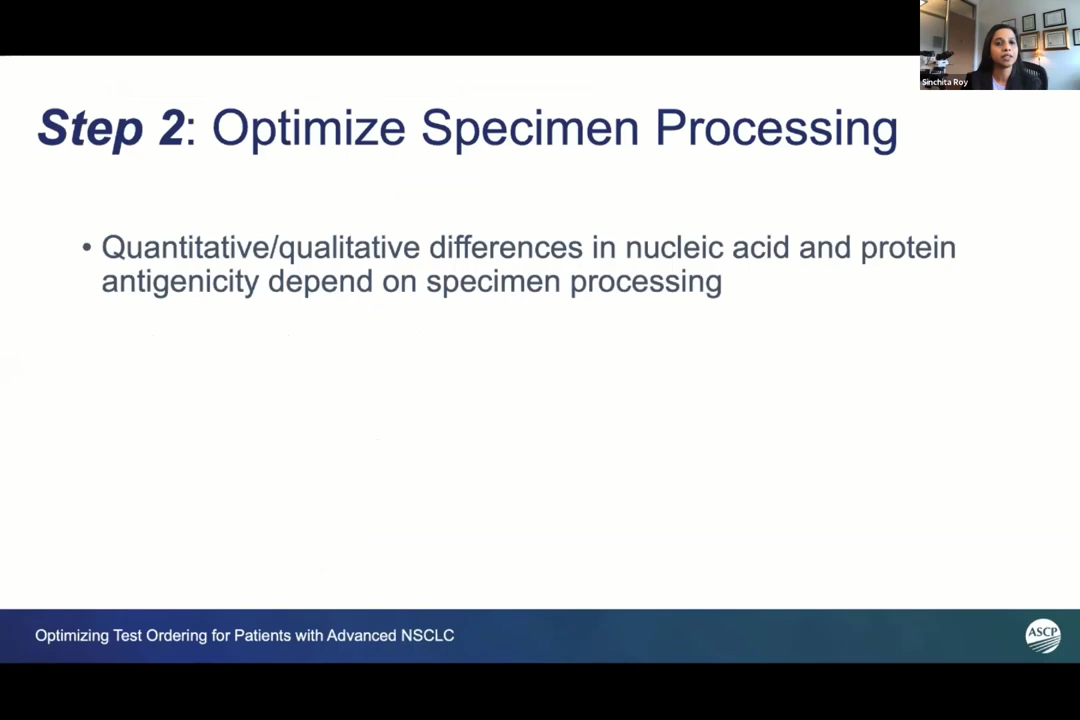 Sinchita Roy
Step 2: Optimize Specimen Processing
• Quantitative/qualitative differences in nucleic acid and protein
antigenicity depend on specimen processing
Optimizing Test Ordering for Patients with Advanced NSCLC
ASCP